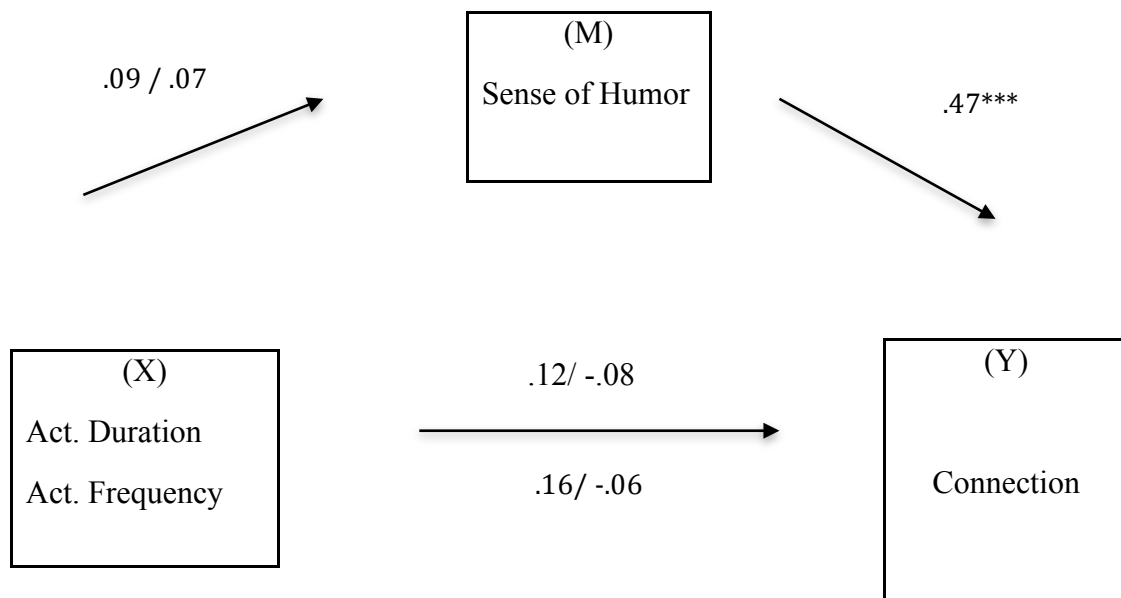 (M)
.09 / .07
Sense of Humor
.47***
(X)
Act. Duration
Act. Frequency
.12/ -.08
.16/ -.06
(Y)
Connection